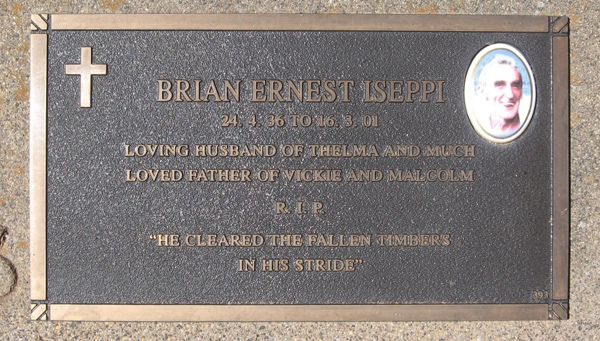 BRIAN ERNEST ISEPPI
24. 4. 36 TO 16. 3. 01
LOVING HUSBAND OF THELMA AND MUCH
LOVED FATHER OF VICKIE AND MALCOLM
R. I. P.
"HE CLEARED THE FALLEN TIMBERS
IN HIS STRIDE"